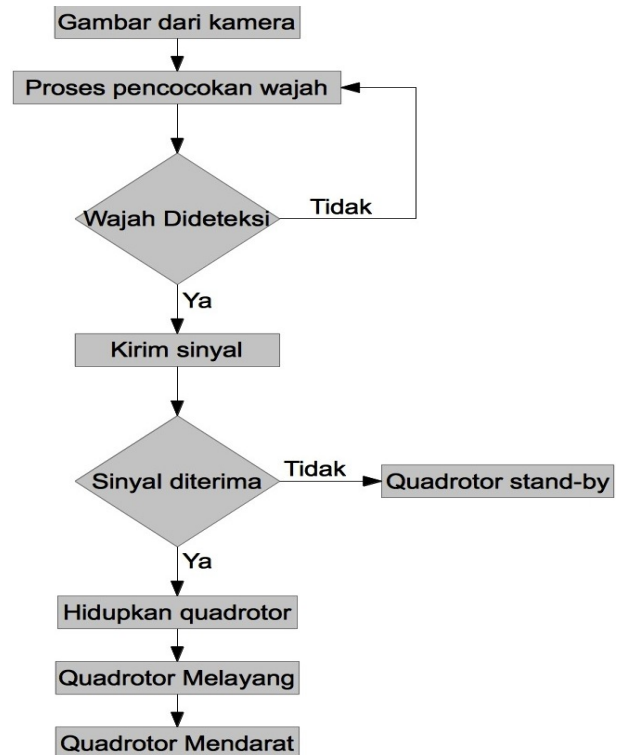 Gambar dari kamera
Proses pencocokan wajah
Wajah Dideteksi
Tidak
Ya
Kirim sinyal
Sinyal diterima
Tidak
Quadrotor stand-by
Ya
Hidupkan quadrotor
Quadrotor Melayang
Quadrotor Mendarat